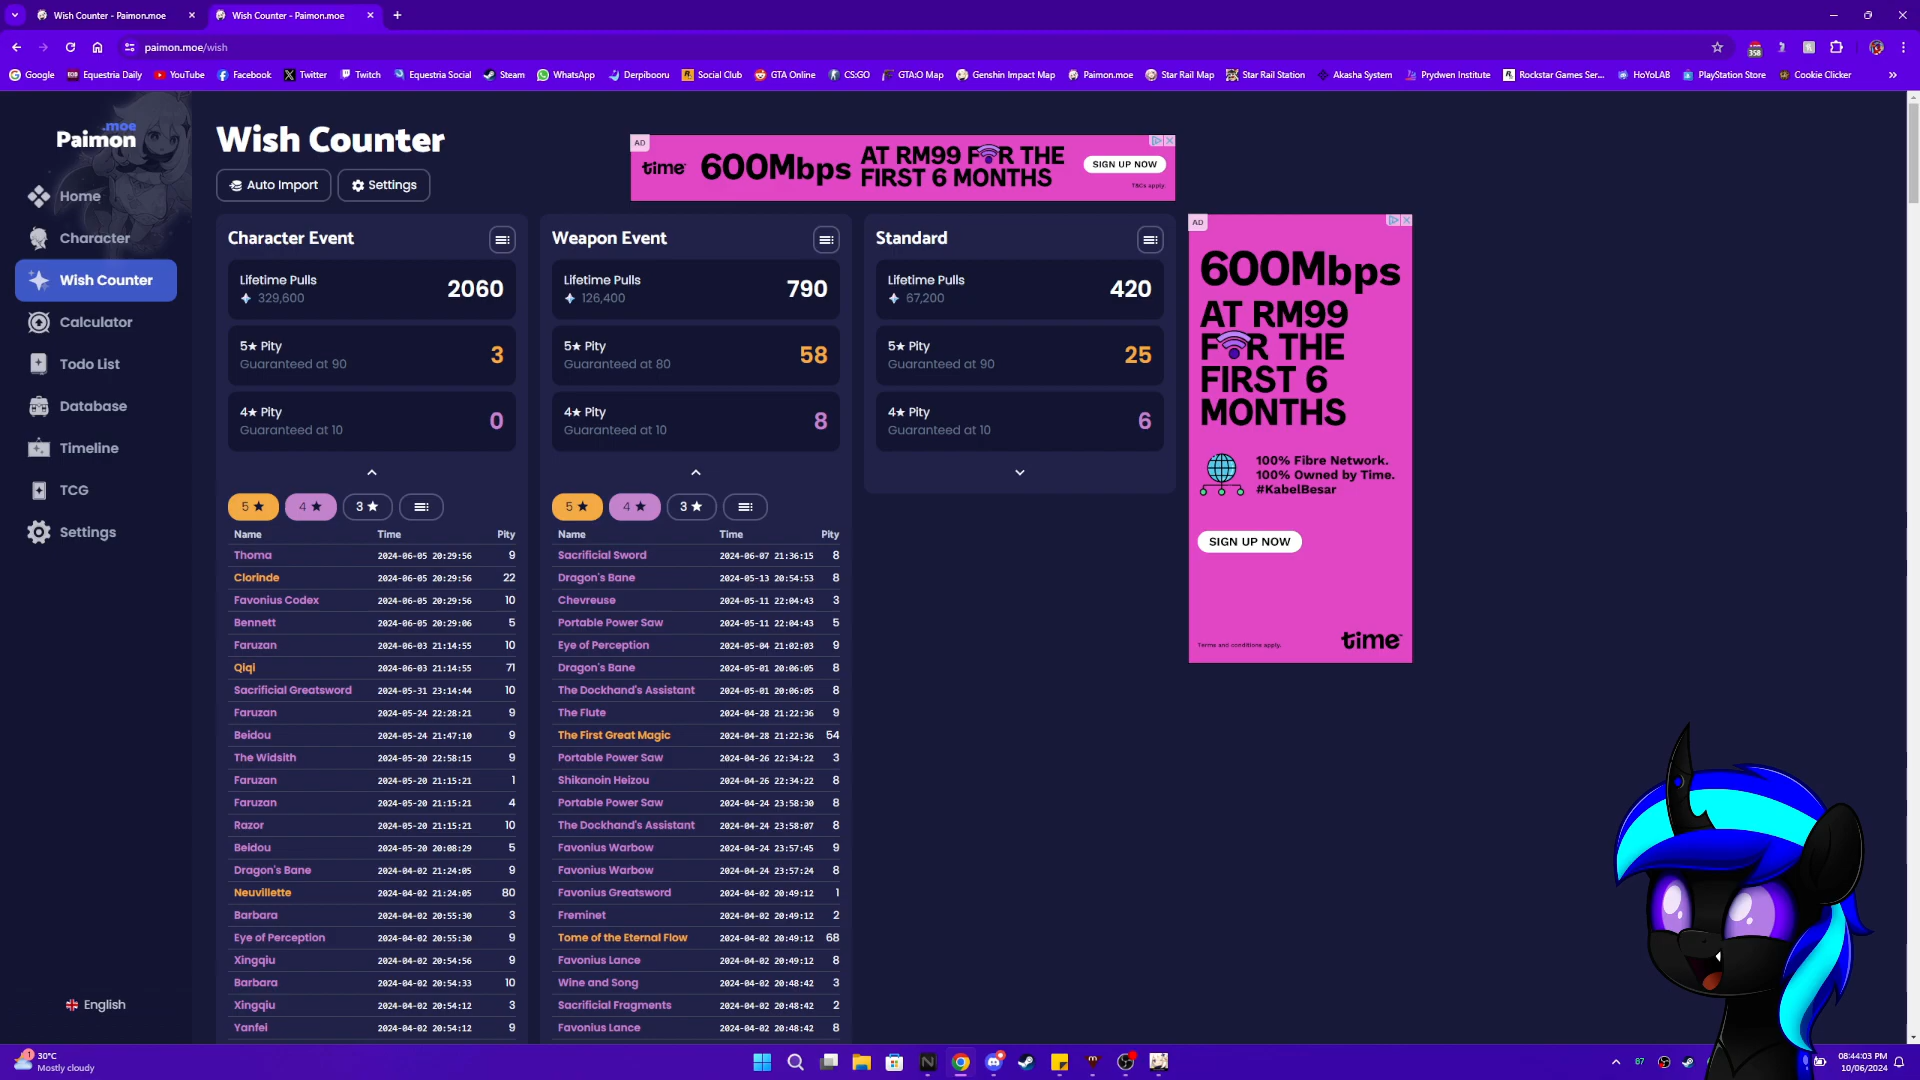 Wish Counter - Paimon.moe
Wish Counter - Paimon.moe
paimon.moe/wish
358
Google
Equestria Daily
YouTube
Facebook
Twitter
Twitch
Equestria Social
Steam
WhatsApp
Derpibooru
Social Club
GTA Online
CS:GO
GTA:O Map
Genshin Impact Map
Paimon.moe
Star Rail Map
Star Rail Station
Akasha System
Prydwen Institute
Rockstar Games Ser...
HoYoLAB
PlayStation Store
Cookie Clicker
Paimon
.moe
Home
Character
Wish Counter
Calculator
Todo List
Database
Timeline
TCG
Settings
English
Wish Counter
Auto Import
Settings
AD
time
600Mbps
AT RM99 FOR THE
FIRST 6 MONTHS
SIGN UP NOW
T&Cs apply.
Character Event
Lifetime Pulls
329,600
2060
5★ Pity
Guaranteed at 90
3
4★ Pity
Guaranteed at 10
0
5 ★
4 ★
3 ★
Name Time Pity
Thoma 2024-06-05 20:29:56 9
Clorinde 2024-06-05 20:29:56 22
Favonius Codex 2024-06-05 20:29:56 10
Bennett 2024-06-05 20:29:06 5
Faruzan 2024-06-03 21:14:55 10
Qiqi 2024-06-03 21:14:55 71
Sacrificial Greatsword 2024-05-31 23:14:44 10
Faruzan 2024-05-24 22:28:21 9
Beidou 2024-05-24 21:47:10 9
The Widsith 2024-05-20 22:58:15 9
Faruzan 2024-05-20 21:15:21 1
Faruzan 2024-05-20 21:15:21 4
Razor 2024-05-20 21:15:21 10
Beidou 2024-05-20 20:08:29 5
Dragon's Bane 2024-04-02 21:24:05 9
Neuvillette 2024-04-02 21:24:05 80
Barbara 2024-04-02 20:55:30 3
Eye of Perception 2024-04-02 20:55:30 9
Xingqiu 2024-04-02 20:54:56 9
Barbara 2024-04-02 20:54:33 10
Xingqiu 2024-04-02 20:54:12 3
Yanfei 2024-04-02 20:54:12 9
Weapon Event
Lifetime Pulls
126,400
790
5★ Pity
Guaranteed at 80
58
4★ Pity
Guaranteed at 10
8
5 ★
4 ★
3 ★
Name Time Pity
Sacrificial Sword 2024-06-07 21:36:15 8
Dragon's Bane 2024-05-13 20:54:53 8
Chevreuse 2024-05-11 22:04:43 3
Portable Power Saw 2024-05-11 22:04:43 5
Eye of Perception 2024-05-04 21:02:03 9
Dragon's Bane 2024-05-01 20:06:05 8
The Dockhand's Assistant 2024-05-01 20:06:05 8
The Flute 2024-04-28 21:22:36 9
The First Great Magic 2024-04-28 21:22:36 54
Portable Power Saw 2024-04-26 22:34:22 3
Shikanoin Heizou 2024-04-26 22:34:22 8
Portable Power Saw 2024-04-24 23:58:30 8
The Dockhand's Assistant 2024-04-24 23:58:07 8
Favonius Warbow 2024-04-24 23:57:45 9
Favonius Warbow 2024-04-24 23:57:24 8
Favonius Greatsword 2024-04-02 20:49:12 1
Freminet 2024-04-02 20:49:12 2
Tome of the Eternal Flow 2024-04-02 20:49:12 68
Favonius Lance 2024-04-02 20:49:12 8
Wine and Song 2024-04-02 20:48:42 3
Sacrificial Fragments 2024-04-02 20:48:42 2
Favonius Lance 2024-04-02 20:48:42 8
Standard
Lifetime Pulls
67,200
420
5★ Pity
Guaranteed at 90
25
4★ Pity
Guaranteed at 10
6
AD
600Mbps
AT RM99
FOR THE
FIRST 6
MONTHS
100% Fibre Network.
100% Owned by Time.
#KabelBesar
SIGN UP NOW
Terms and conditions apply.
time
1
30°C
Mostly cloudy
87
08:44:03 PM
10/06/2024